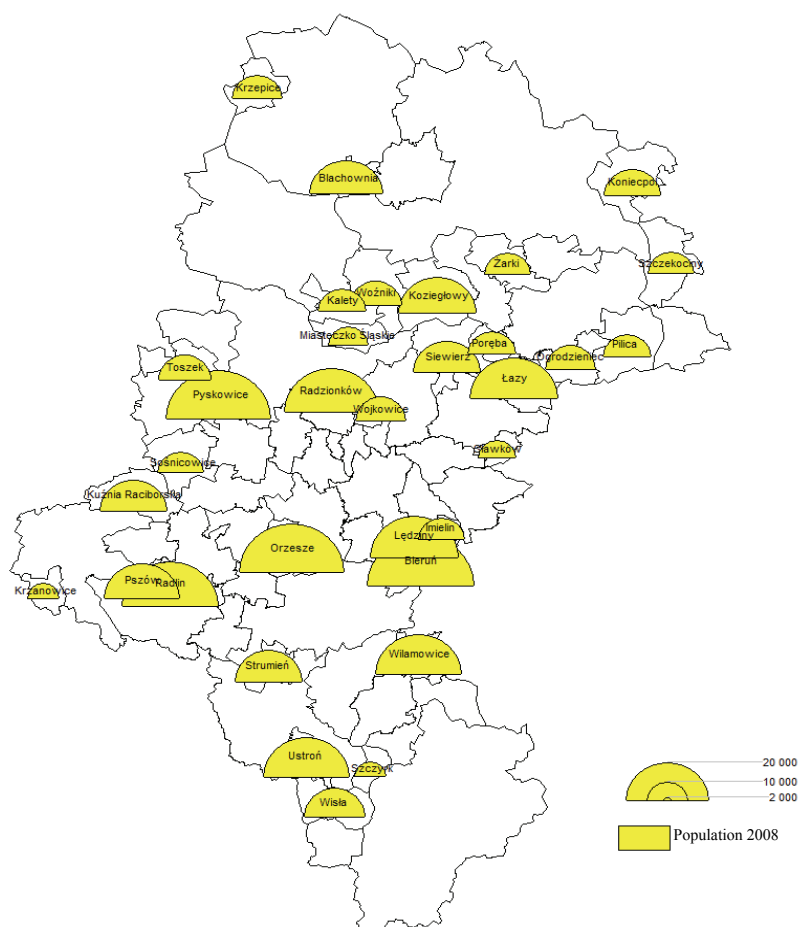 Krzepice
Blachownia
Koniecpol
Żarki
Szczekociny
Woźniki
Kalety
Koziegłowy
Miasteczko Śląskie
Poręba
Pilica
Siewierz
Ogrodzieniec
Toszek
Łazy
Pyskowice
Radzionków
Wojkowice
Sławków
Sośnicowice
Kuźnia Raciborska
Imielin
Lędziny
Orzesze
Bieruń
Pszów
Radlin
Krzanowice
Wilamowice
Strumień
Ustroń
Szczyrk
Wisła
20 000
10 000
2 000
Population 2008